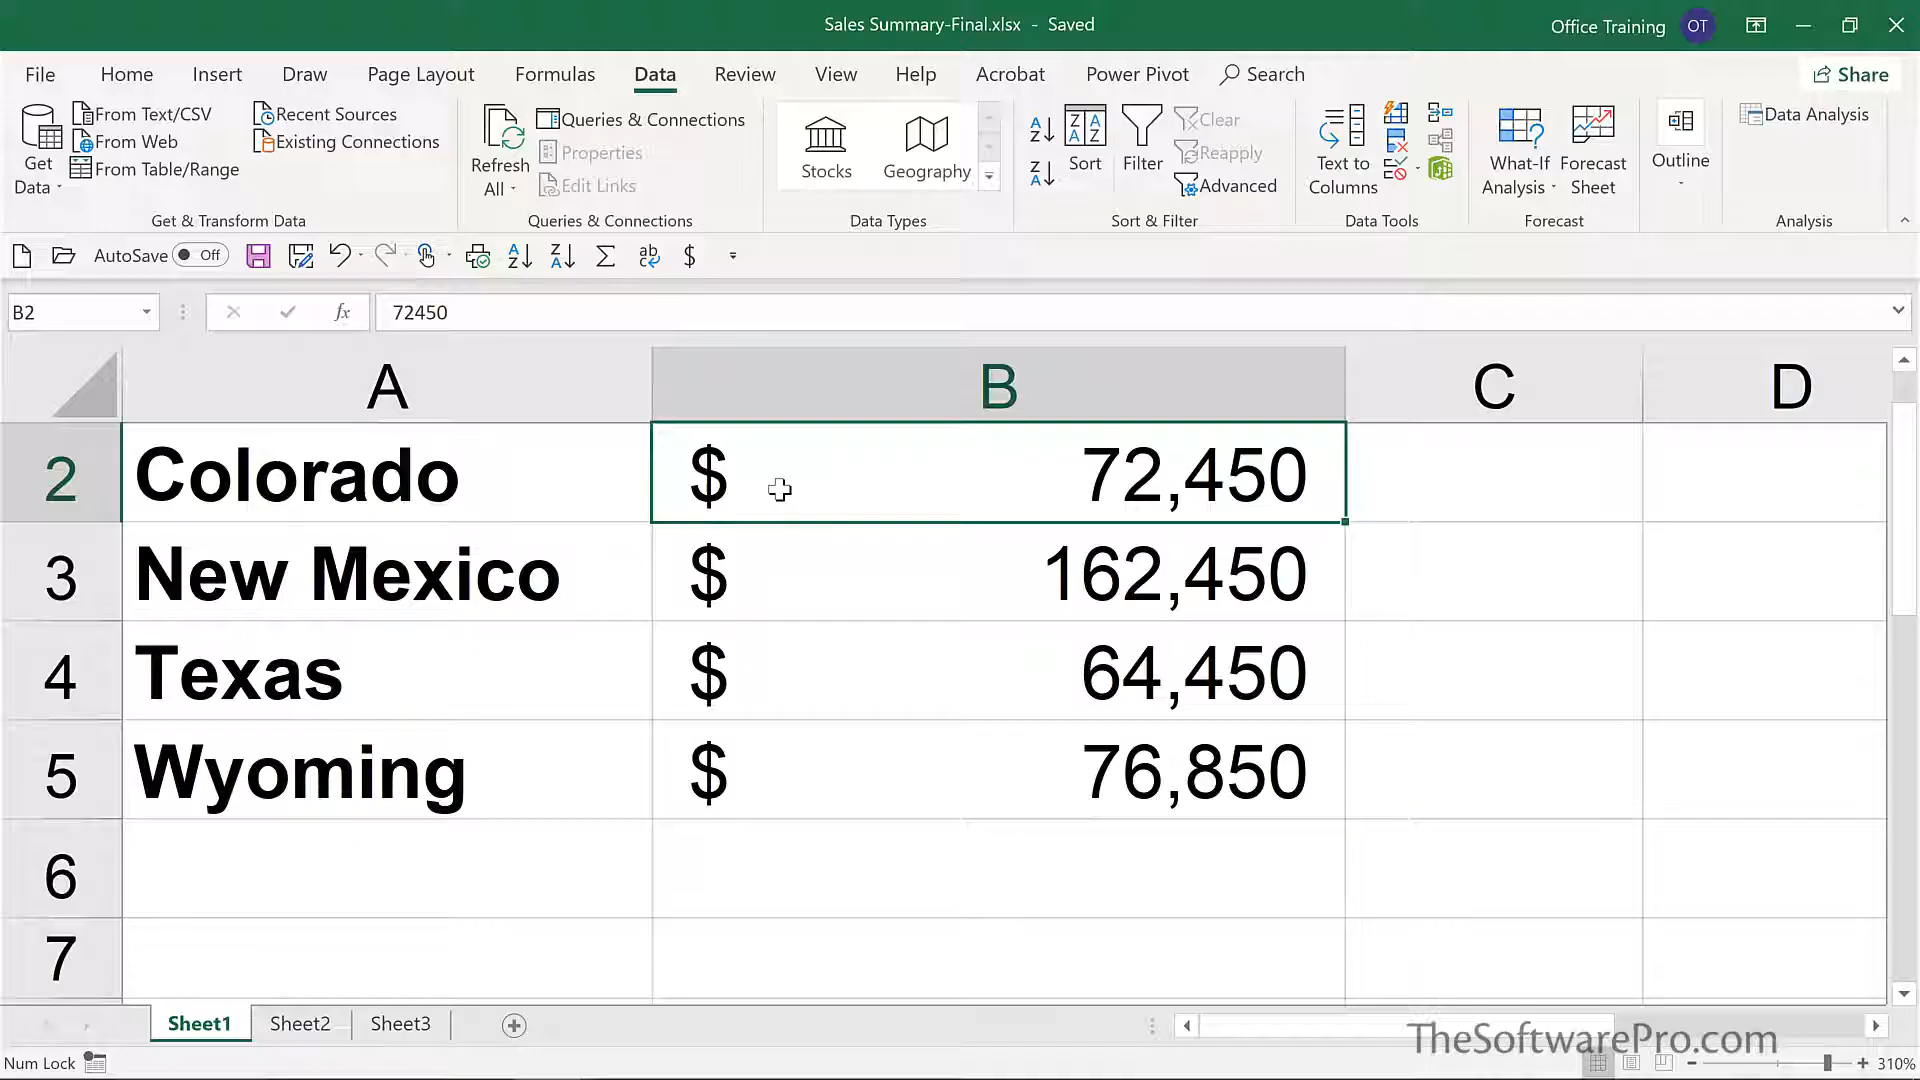 Sales Summary-Final.xlsx - Saved
Office Training OT
File Home Insert Draw Page Layout Formulas Data Review View Help Acrobat Power Pivot Search Share
Get Data
From Text/CSV
From Web
From Table/Range
Recent Sources
Existing Connections
Get & Transform Data
Refresh All
Queries & Connections
Properties
Edit Links
Queries & Connections
Stocks
Geography
Data Types
Sort
Filter
Clear
Reapply
Advanced
Sort & Filter
Text to Columns
Data Tools
What-If Analysis
Forecast Sheet
Forecast
Outline
Data Analysis
Analysis
AutoSave Off
B2
fx
72450
A B C D
2 Colorado $ 72,450
3 New Mexico $ 162,450
4 Texas $ 64,450
5 Wyoming $ 76,850
6
7
Sheet1 Sheet2 Sheet3
TheSoftwarePro.com
Num Lock
310%